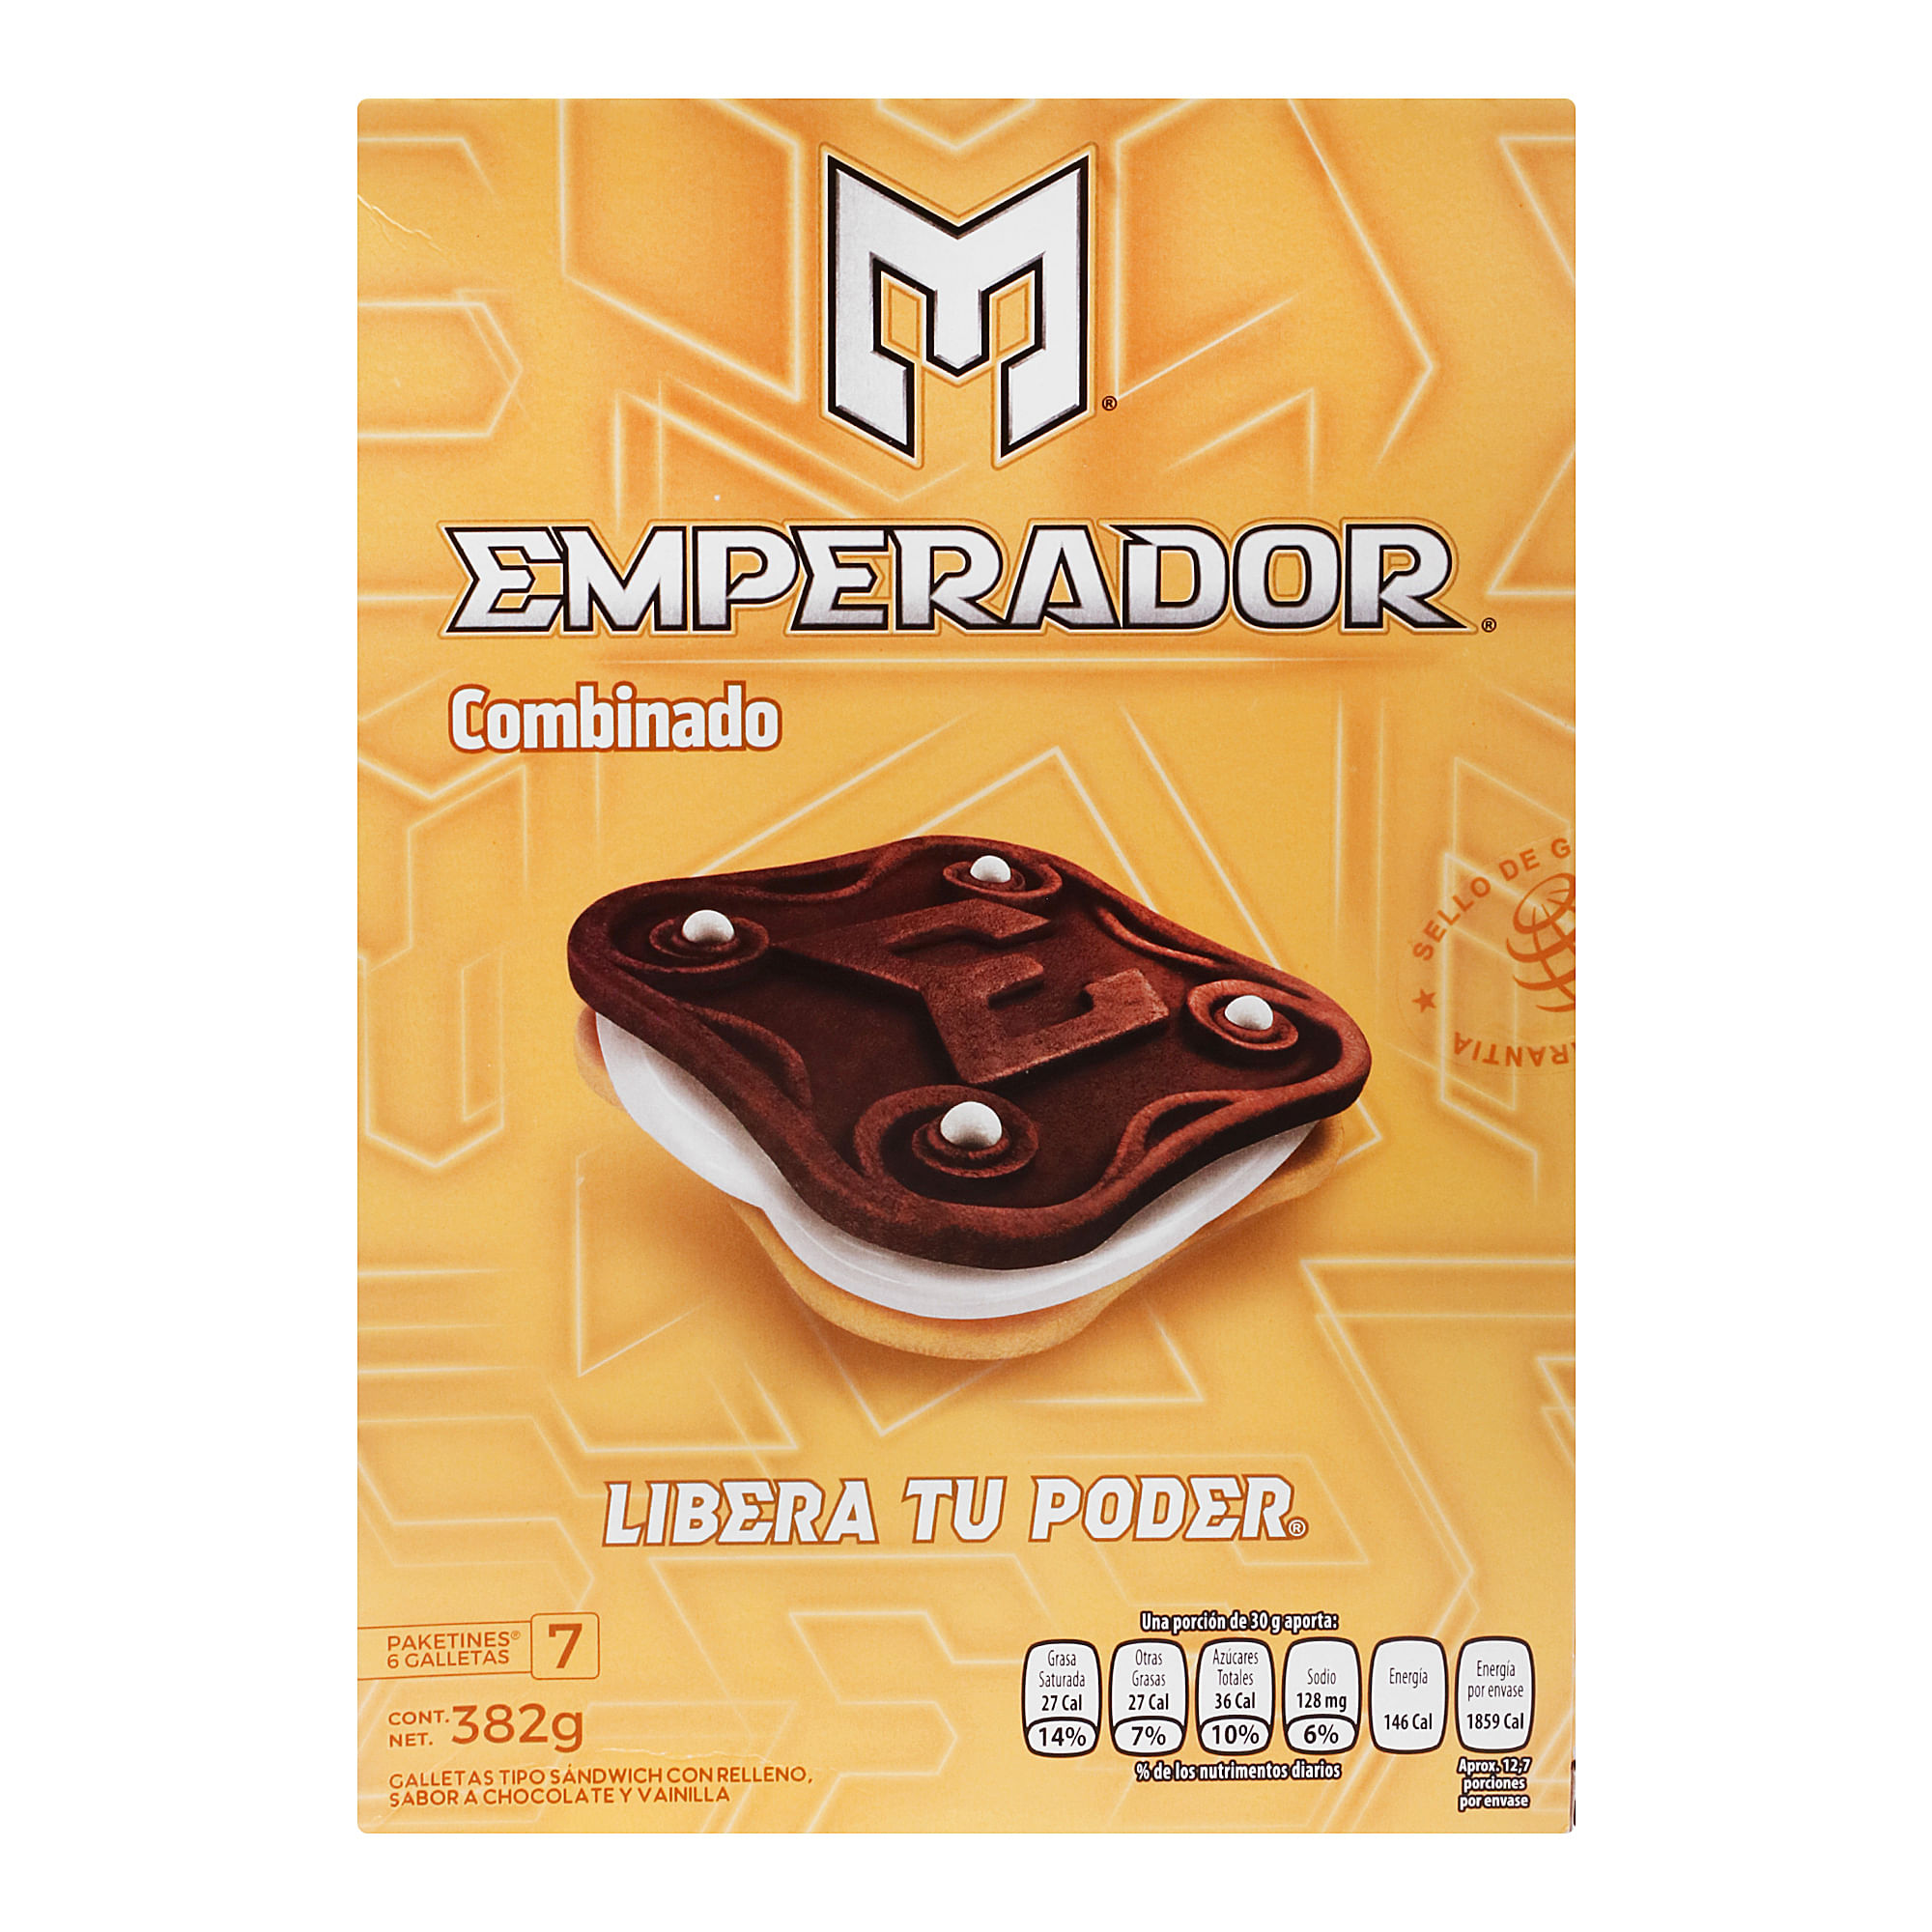 M®
EMPERADOR®
Combinado
SELLO DE G
RANTIA
LIBERA TU PODER®
PAKETINES® 7
6 GALLETAS
CONT. NET. 382g
GALLETAS TIPO SÁNDWICH CON RELLENO,
SABOR A CHOCOLATE Y VAINILLA
Una porción de 30 g aporta:
Grasa Saturada 27 Cal 14%
Otras Grasas 27 Cal 7%
Azúcares Totales 36 Cal 10%
Sodio 128 mg 6%
Energía 146 Cal
Energía por envase 1859 Cal
% de los nutrimentos diarios
Aprox. 12,7
porciones
por envase